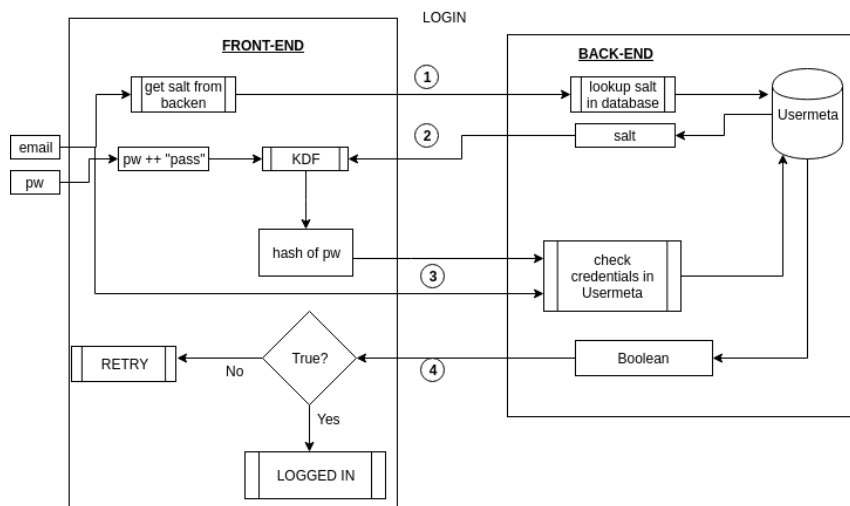 LOGIN
FRONT-END
BACK-END
get salt from
backen
1
lookup salt
in database
Usermeta
email
pw
pw ++ "pass"
KDF
2
salt
hash of pw
3
check
credentials in
Usermeta
RETRY
No
True?
4
Boolean
Yes
LOGGED IN